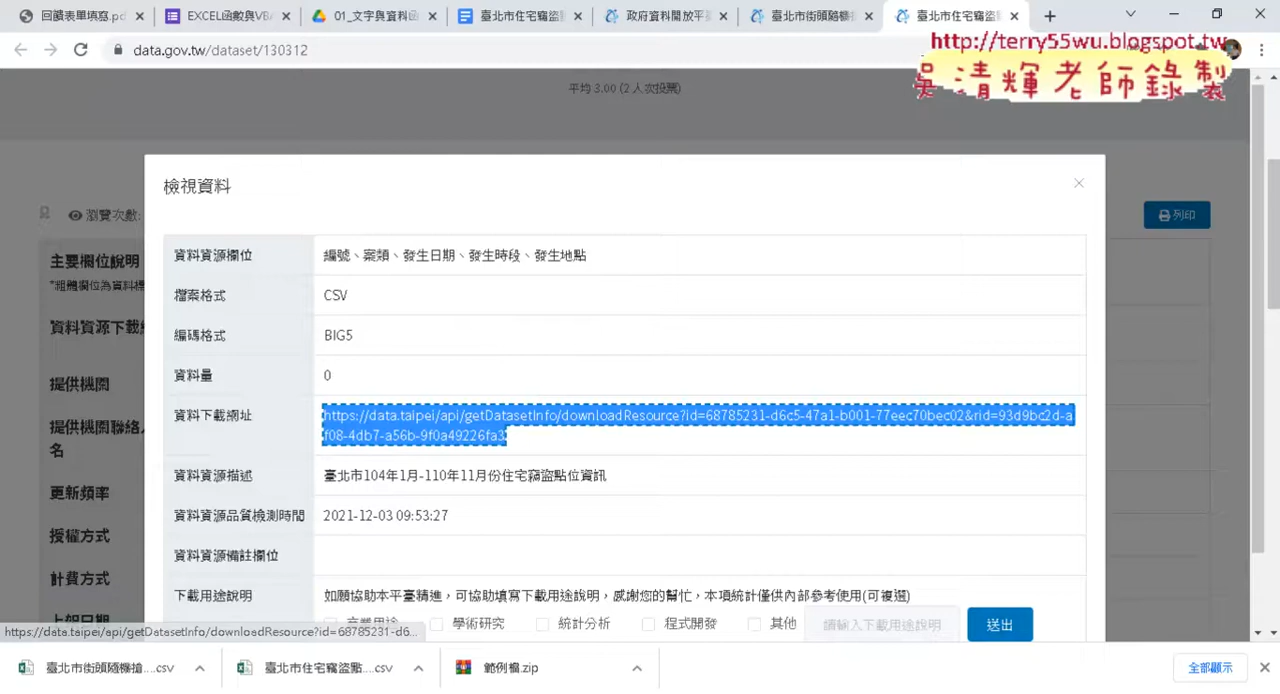 回饋表單填寫.pd
EXCEL函數與VBA
01_文字與資料函
臺北市住宅竊盜
政府資料開放平
臺北市街頭隨機
臺北市住宅竊盜
data.gov.tw/dataset/130312
http://terry55wu.blogspot.tw
吳清輝老師錄製
平均 3.00 (2 人次投票)
檢視資料
瀏覽次數:
列印
主要欄位說明
資料資源欄位
編號、案類、發生日期、發生時段、發生地點
檔案格式
CSV
資料資源下載
編碼格式
BIG5
提供機關
資料量
0
提供機關聯絡人
名
資料下載網址
https://data.taipei/api/getDatasetInfo/downloadResource?id=68785231-d6c5-47a1-b001-77eec70bec02&rid=93d9bc2d-a
f08-4db7-a56b-9f0a49226fa3
更新頻率
資料資源描述
臺北市104年1月-110年11月份住宅竊盜點位資訊
授權方式
資料資源品質檢測時間
2021-12-03 09:53:27
計費方式
資料資源備註欄位
上架日期
下載用途說明
如願協助本平臺精進，可協助填寫下載用途說明，感謝您的幫忙，本項統計僅供內部參考使用(可複選)
學術研究
統計分析
程式開發
其他
請輸入下載用途說明
送出
https://data.taipei/api/getDatasetInfo/downloadResource?id=68785231-d6...
臺北市街頭隨機搶....csv
臺北市住宅竊盜點....csv
範例檔.zip
全部顯示